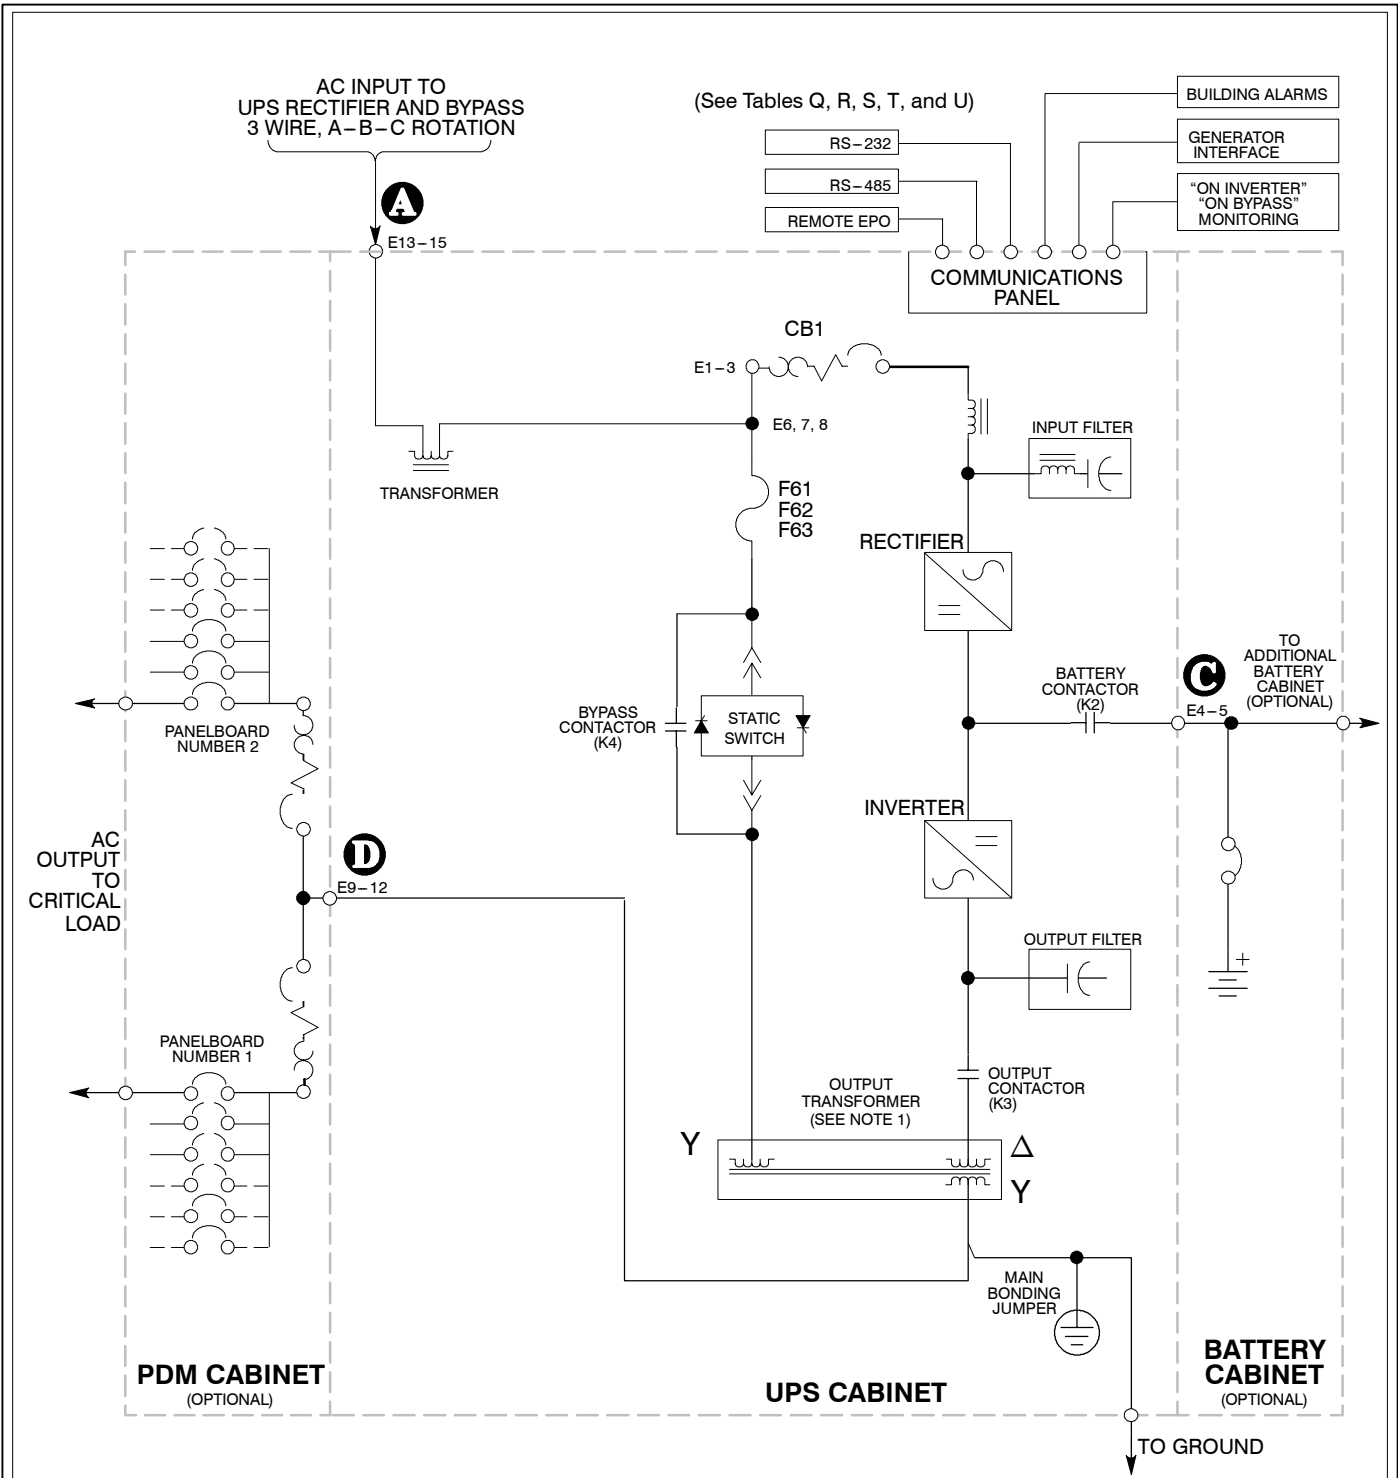 AC INPUT TO
UPS RECTIFIER AND BYPASS
3 WIRE, A−B−C ROTATION
A
E13−15
(See Tables Q, R, S, T, and U)
RS−232
RS−485
REMOTE EPO
BUILDING ALARMS
GENERATOR
INTERFACE
“ON INVERTER”
“ON BYPASS”
MONITORING
COMMUNICATIONS
PANEL
CB1
E1−3
E6, 7, 8
TRANSFORMER
INPUT FILTER
F61
F62
F63
RECTIFIER
PANELBOARD
NUMBER 2
BYPASS
CONTACTOR
(K4)
STATIC
SWITCH
BATTERY
CONTACTOR
(K2)
C
E4−5
TO
ADDITIONAL
BATTERY
CABINET
(OPTIONAL)
INVERTER
AC
OUTPUT
TO
CRITICAL
LOAD
D
E9−12
OUTPUT FILTER
+
PANELBOARD
NUMBER 1
OUTPUT
TRANSFORMER
(SEE NOTE 1)
OUTPUT
CONTACTOR
(K3)
Y
Δ
Y
MAIN
BONDING
JUMPER
PDM CABINET
(OPTIONAL)
UPS CABINET
BATTERY
CABINET
(OPTIONAL)
TO GROUND